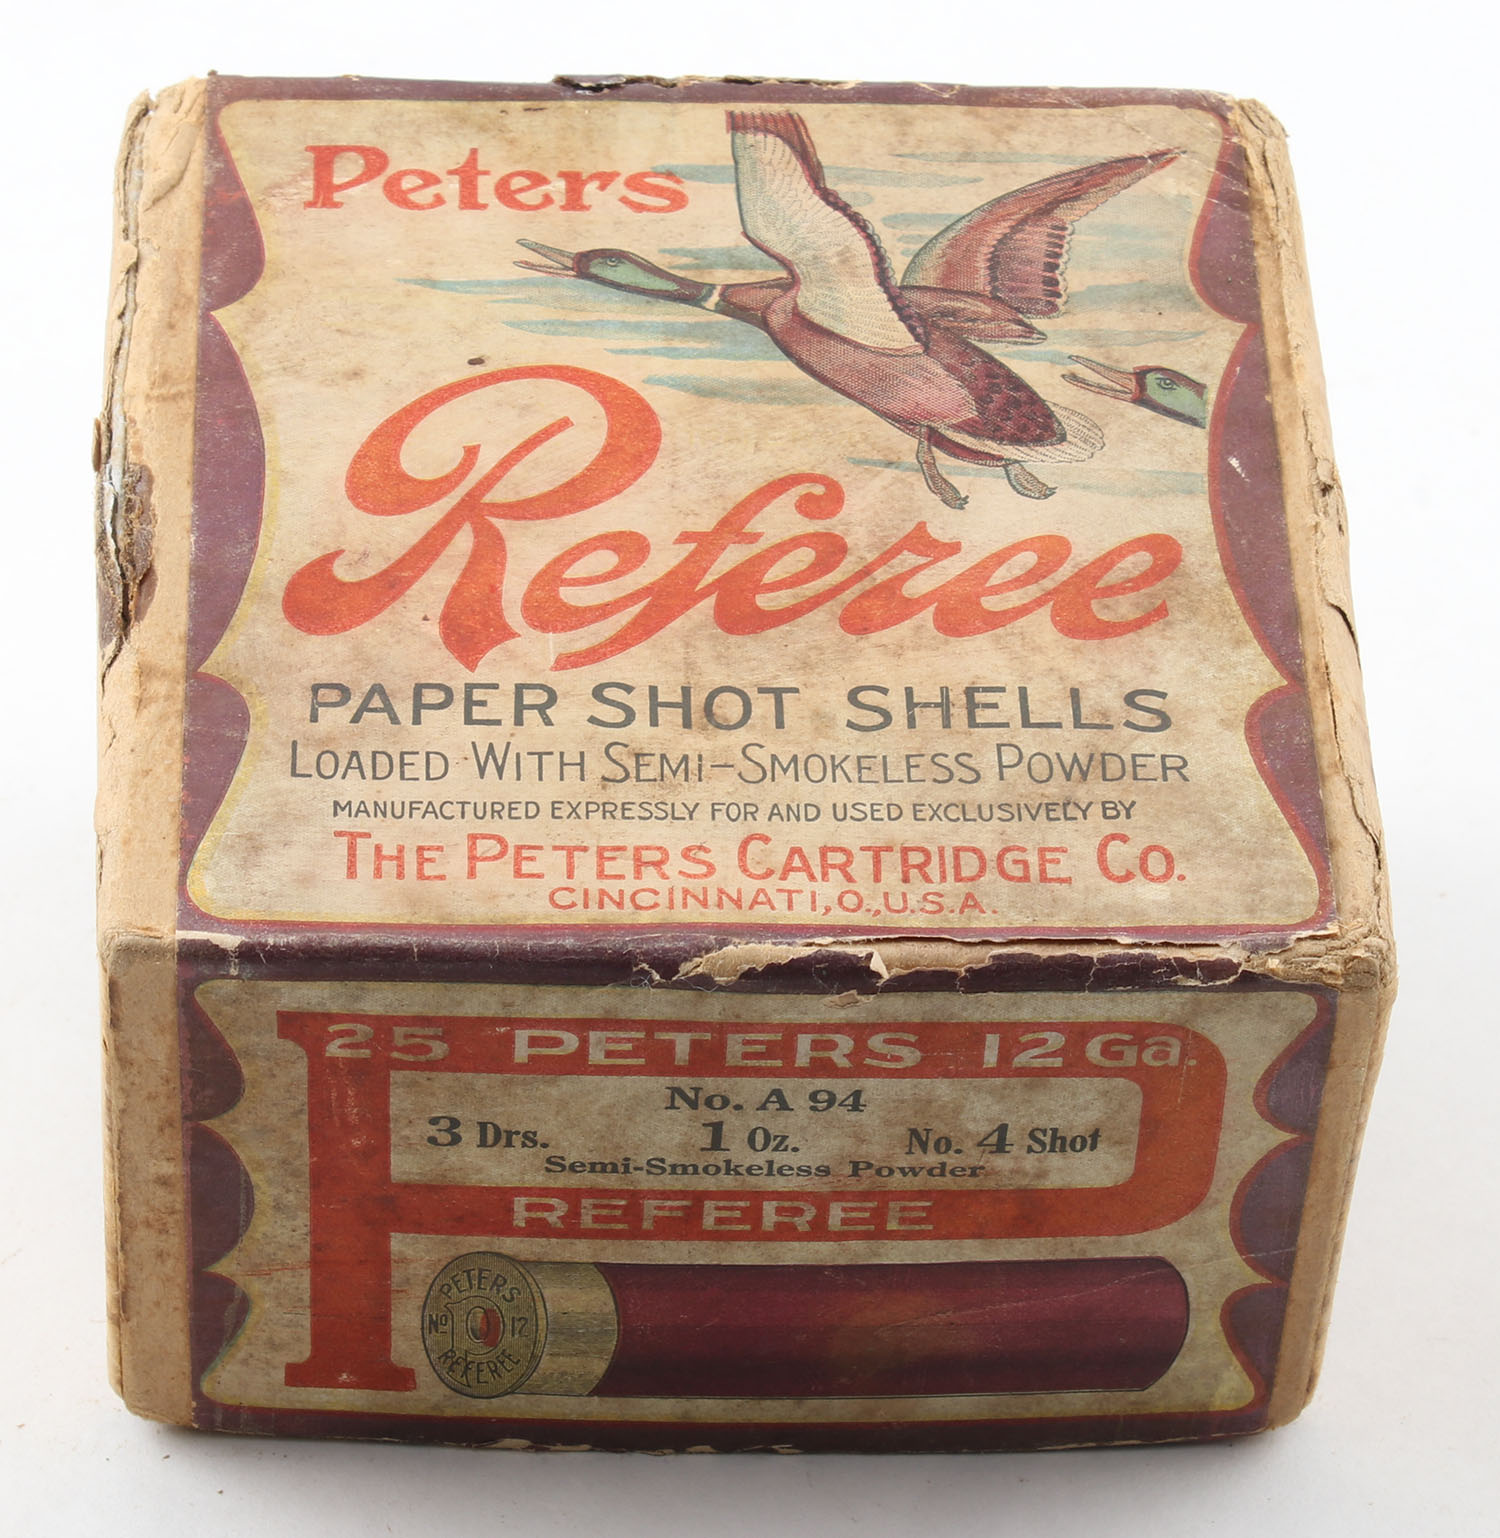 Peters
Referee
PAPER SHOT SHELLS
LOADED WITH SEMI-SMOKELESS POWDER
MANUFACTURED EXPRESSLY FOR AND USED EXCLUSIVELY BY
THE PETERS CARTRIDGE CO.
CINCINNATI, O., U.S.A.
25 PETERS 12 Ga.
No. A 94
3 Drs. 1 Oz. No. 4 Shot
Semi-Smokeless Powder
REFEREE
PETERS
No P 12
REFEREE